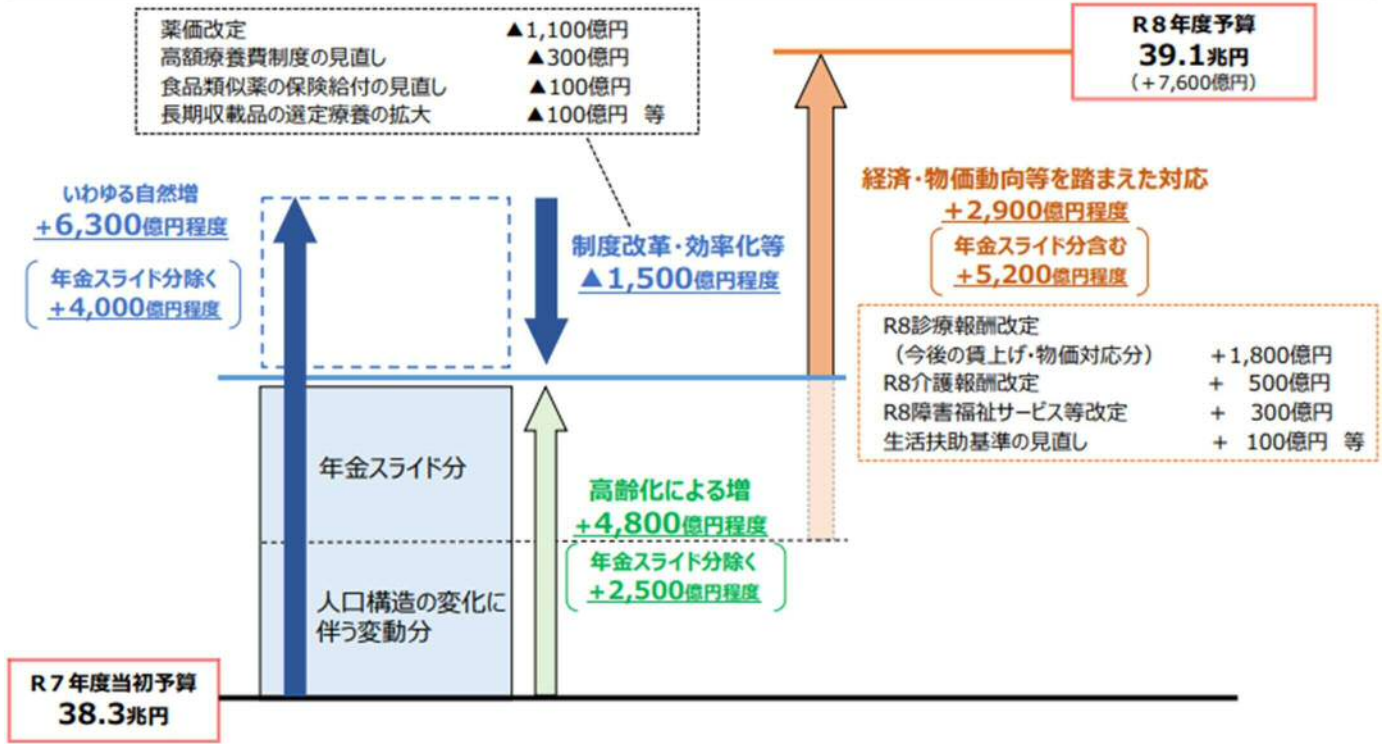 薬価改定 ▲1,100億円
高額療養費制度の見直し ▲300億円
食品類似薬の保険給付の見直し ▲100億円
長期収載品の選定療養の拡大 ▲100億円 等
R8年度予算
39.1兆円
(+7,600億円)
いわゆる自然増
+6,300億円程度
年金スライド分除く
+4,000億円程度
制度改革・効率化等
▲1,500億円程度
経済・物価動向等を踏まえた対応
+2,900億円程度
年金スライド分含む
+5,200億円程度
R8診療報酬改定
(今後の賃上げ・物価対応分) +1,800億円
R8介護報酬改定 + 500億円
R8障害福祉サービス等改定 + 300億円
生活扶助基準の見直し + 100億円 等
年金スライド分
高齢化による増
+4,800億円程度
年金スライド分除く
+2,500億円程度
人口構造の変化に
伴う変動分
R7年度当初予算
38.3兆円